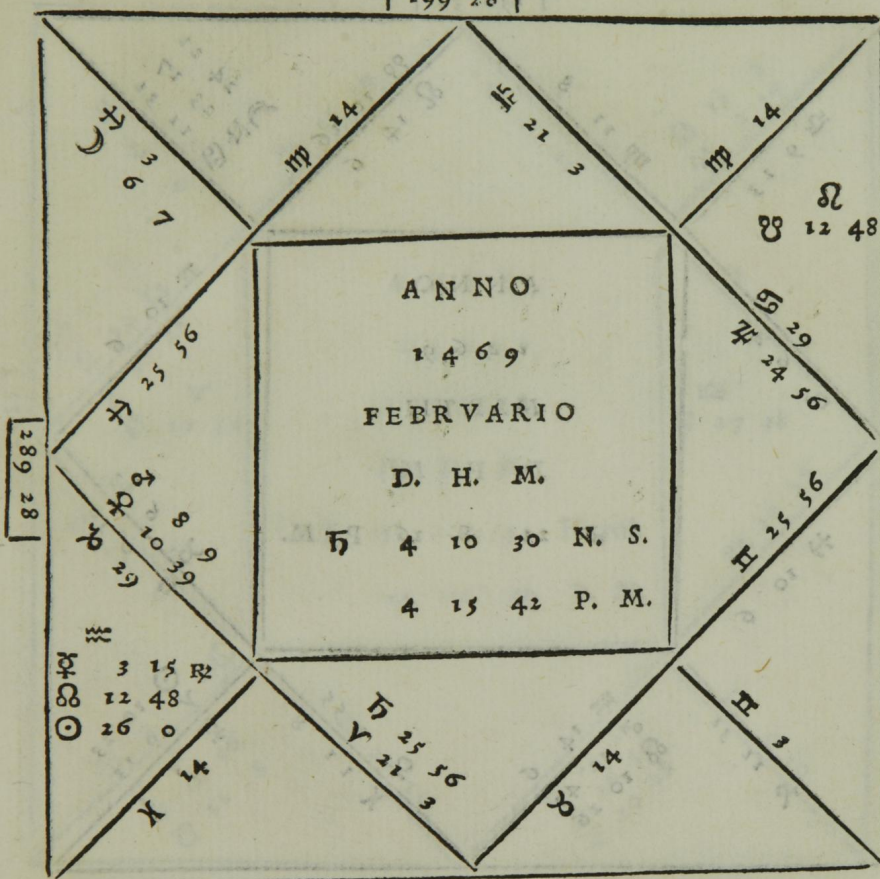 299 28
♐ 3
☽ 6 7
♏ 14
♎ 21 3
♍ 14
♌
☋ 12 48
♋ 29
♃ 24 56
♐ 25 56
289 28
♂ 8 9
♀ 10 39
♑ 29
♒
☿ 3 15 ℞
☊ 12 48
☉ 26 0
♓ 14
♄ 25 56
♈ 21 3
♉ 14
♊ 3
♊ 25 56
ANNO
1469
FEBRVARIO
D. H. M.
♄ 4 10 30 N. S.
4 15 42 P. M.